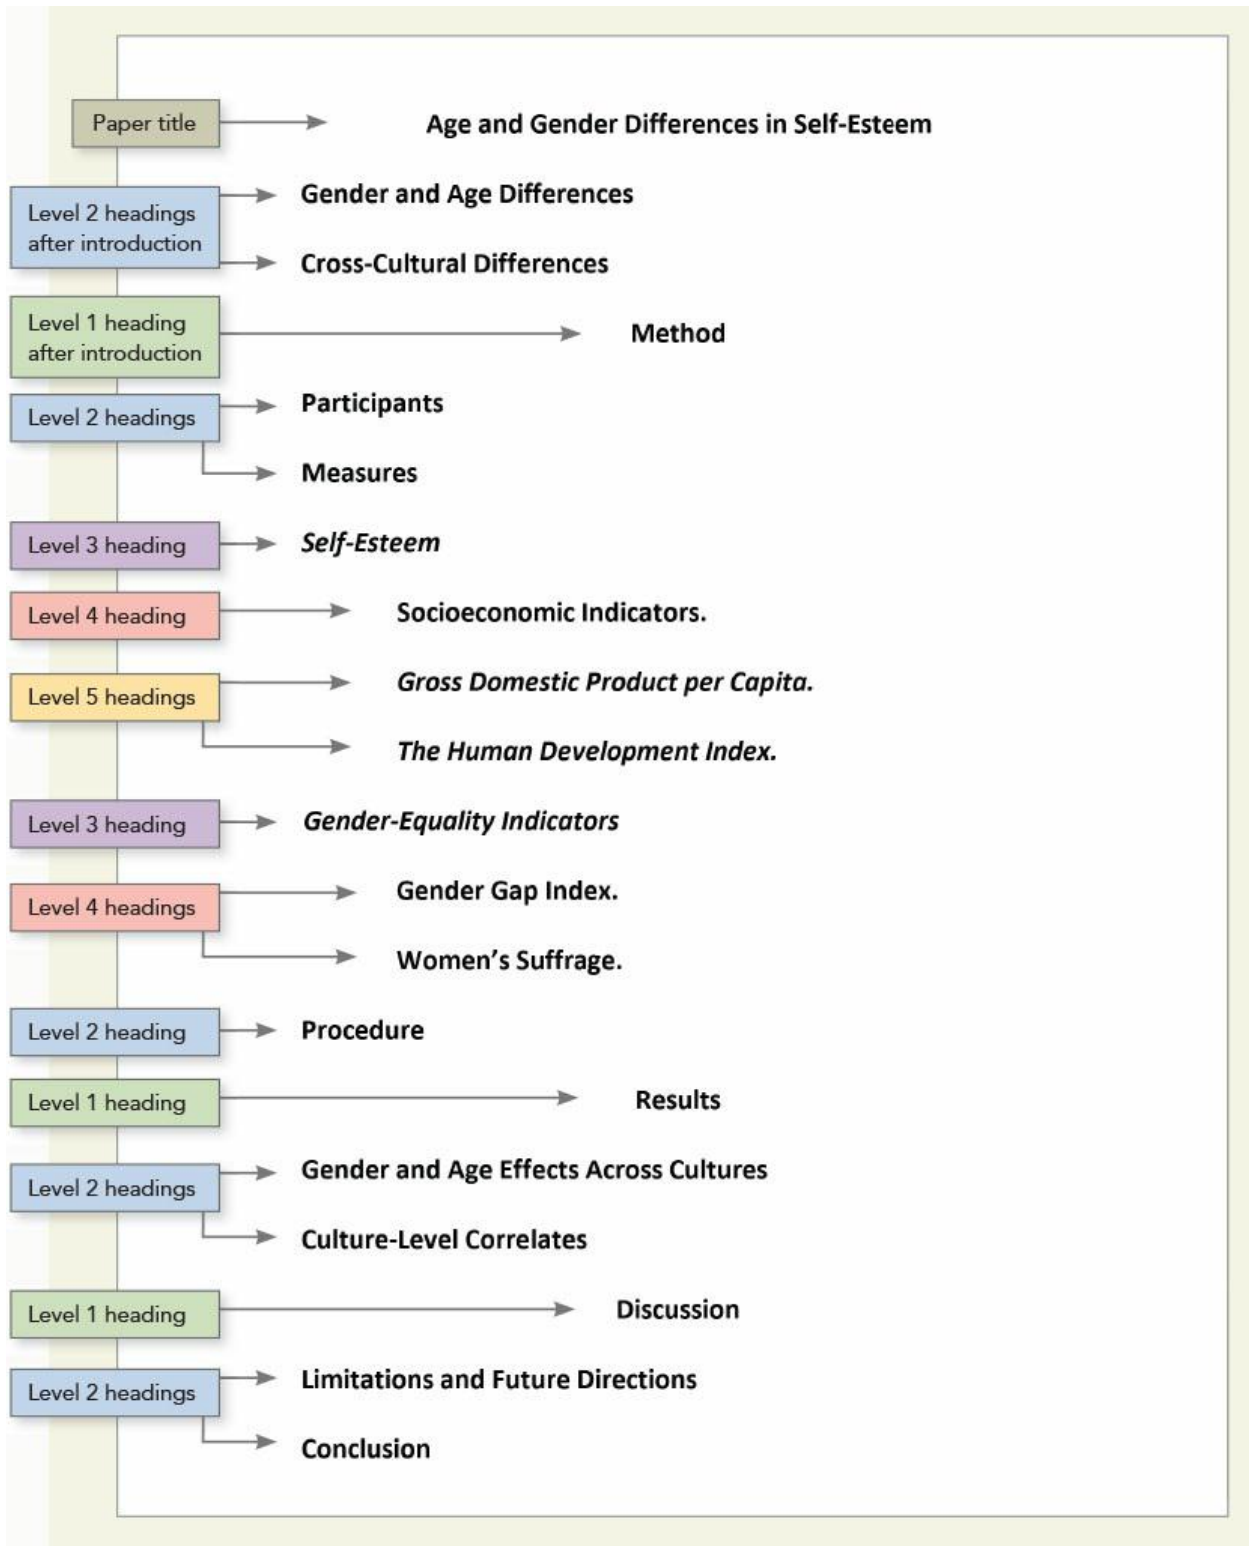 Paper title
Age and Gender Differences in Self-Esteem
Level 2 headings
after introduction
Gender and Age Differences
Cross-Cultural Differences
Level 1 heading
after introduction
Method
Level 2 headings
Participants
Measures
Level 3 heading
Self-Esteem
Level 4 heading
Socioeconomic Indicators.
Level 5 headings
Gross Domestic Product per Capita.
The Human Development Index.
Level 3 heading
Gender-Equality Indicators
Level 4 headings
Gender Gap Index.
Women’s Suffrage.
Level 2 heading
Procedure
Level 1 heading
Results
Level 2 headings
Gender and Age Effects Across Cultures
Culture-Level Correlates
Level 1 heading
Discussion
Level 2 headings
Limitations and Future Directions
Conclusion